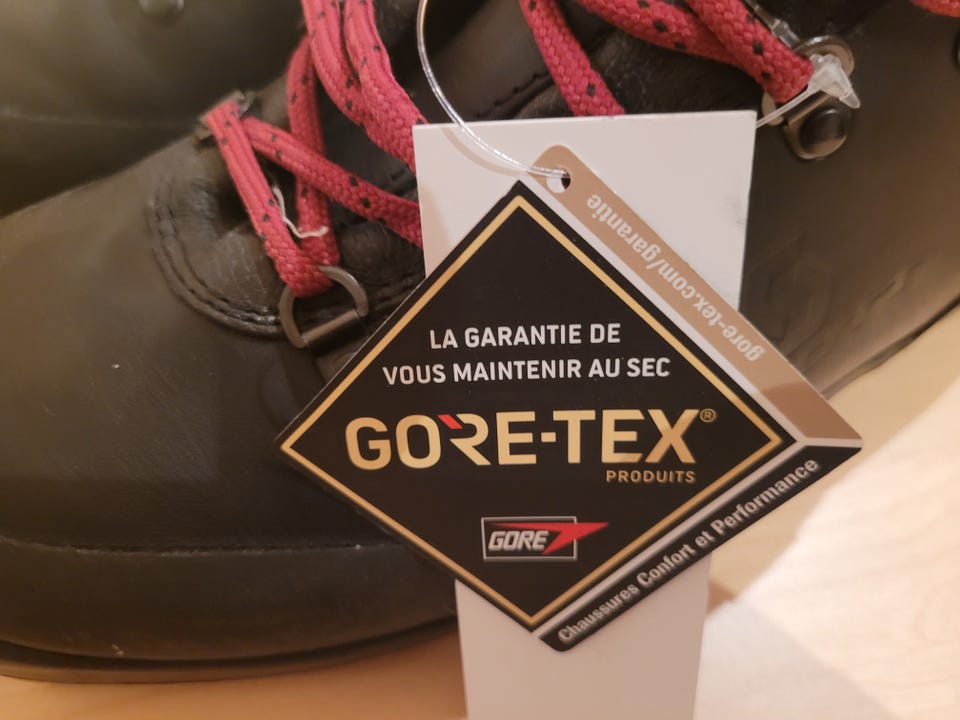 gore-tex.com/garantie
LA GARANTIE DE
VOUS MAINTENIR AU SEC
GORE-TEX®
PRODUITS
GORE
Chaussures Confort et Performance